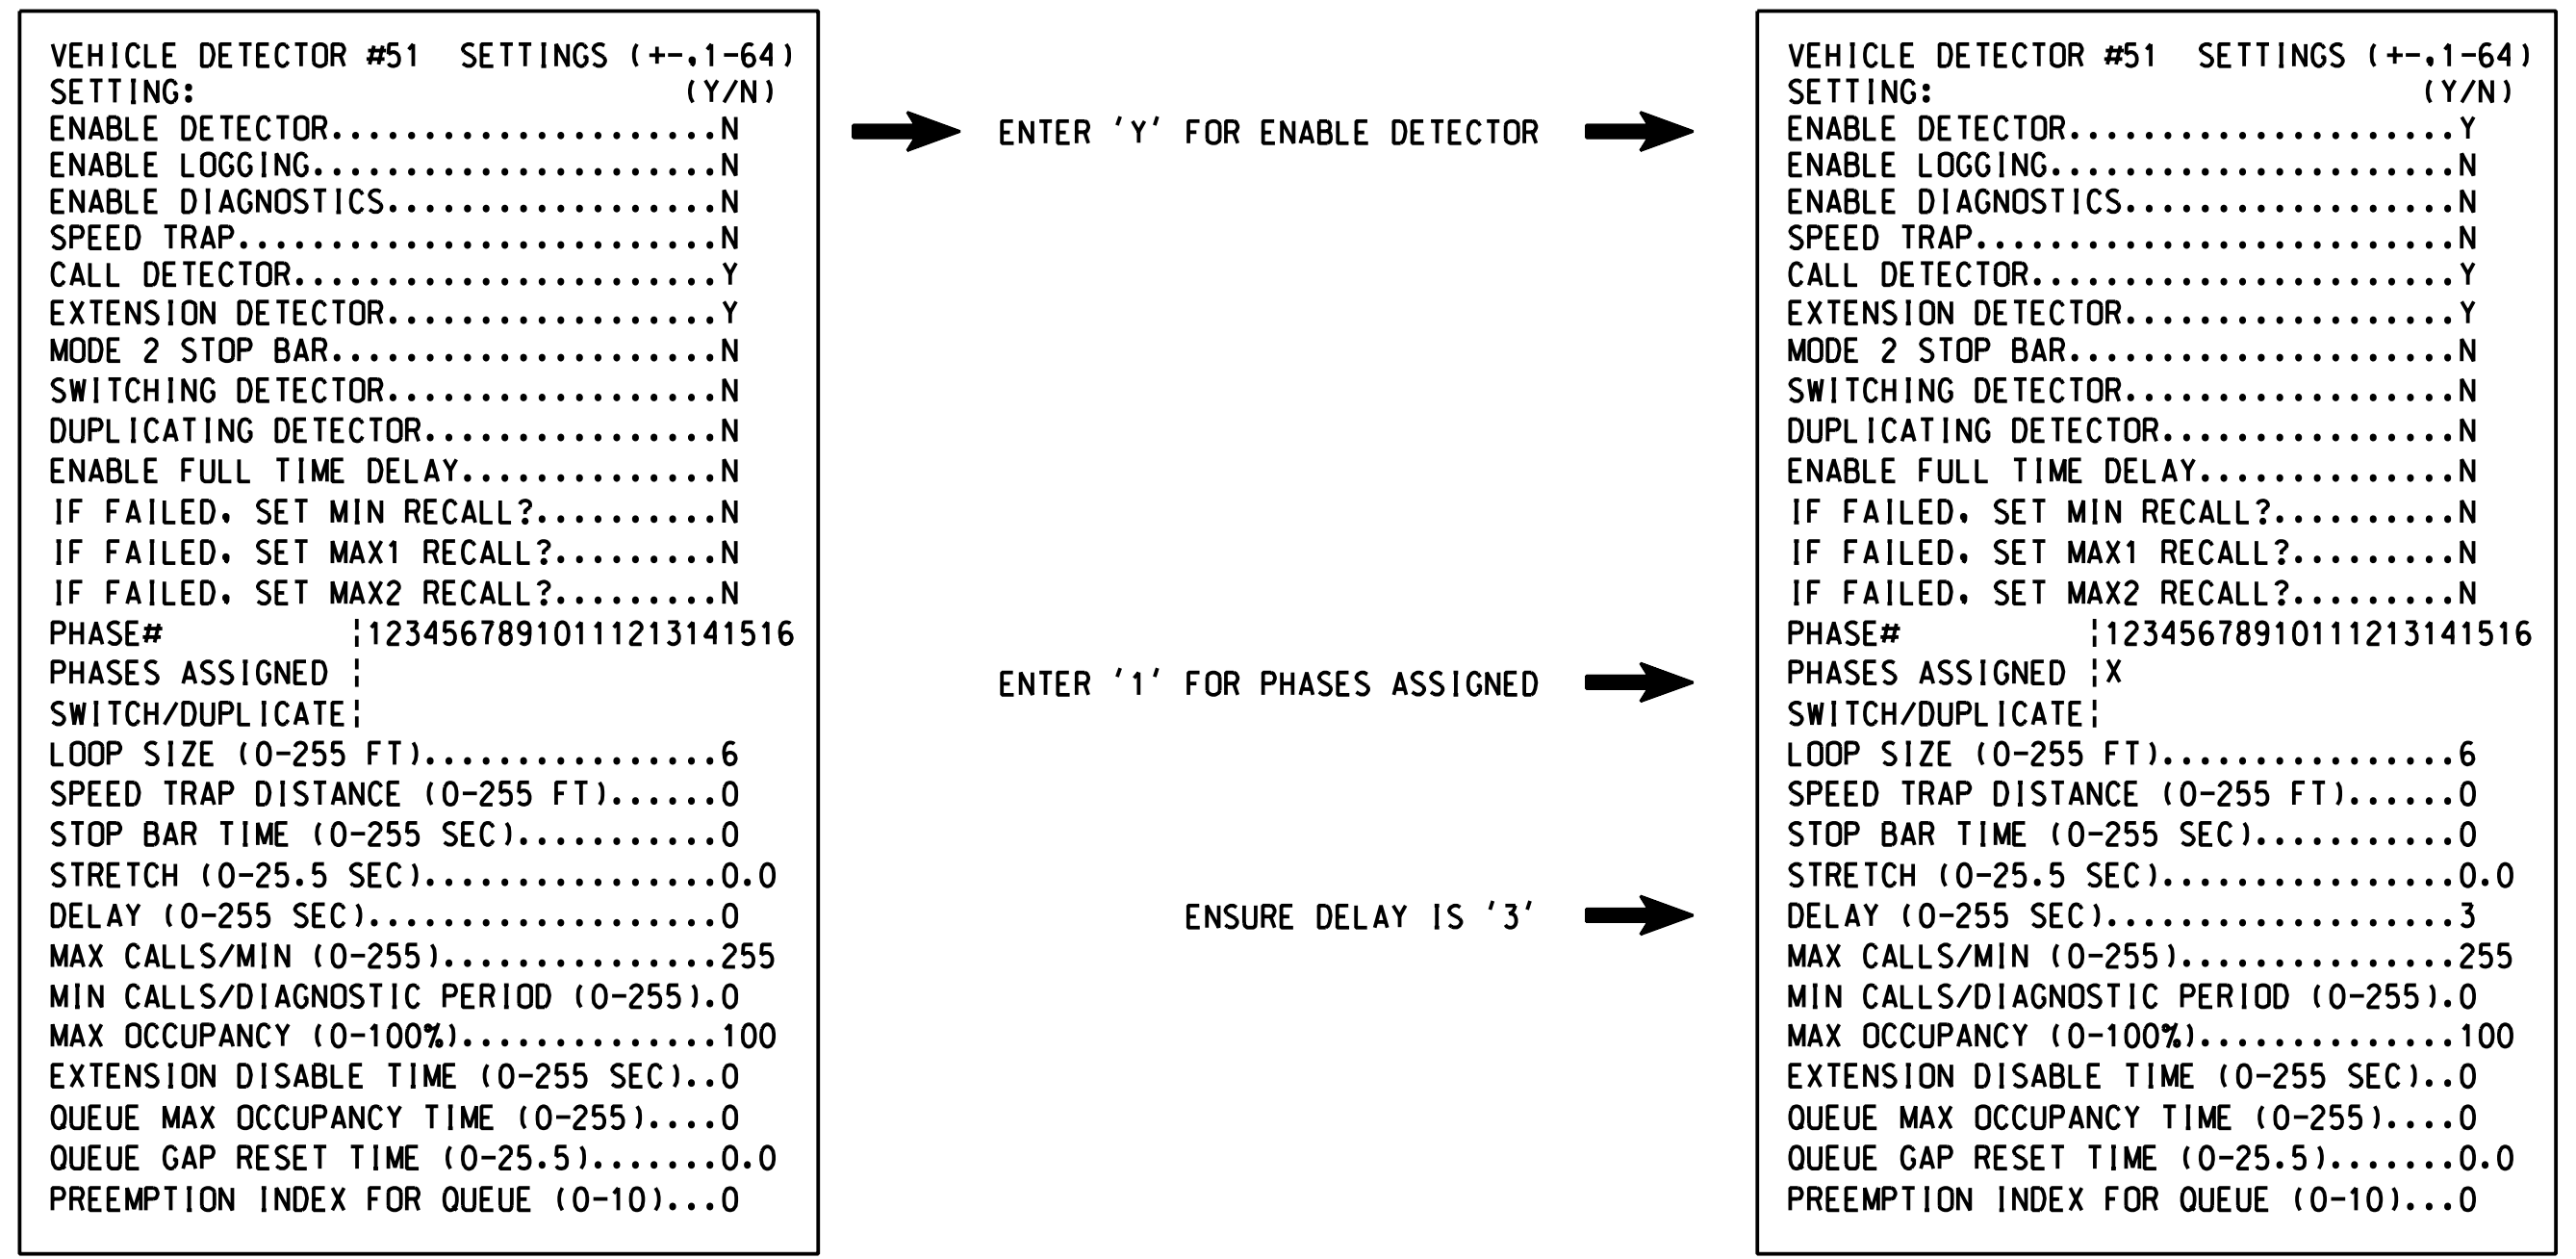 VEHICLE DETECTOR #51  SETTINGS (+-,1-64)
SETTING:                          (Y/N)
ENABLE DETECTOR.....................N
ENABLE LOGGING......................N
ENABLE DIAGNOSTICS..................N
SPEED TRAP..........................N
CALL DETECTOR.......................Y
EXTENSION DETECTOR..................Y
MODE 2 STOP BAR.....................N
SWITCHING DETECTOR..................N
DUPLICATING DETECTOR................N
ENABLE FULL TIME DELAY..............N
IF FAILED, SET MIN RECALL?..........N
IF FAILED, SET MAX1 RECALL?.........N
IF FAILED, SET MAX2 RECALL?.........N
PHASE#          ¦12345678910111213141516
PHASES ASSIGNED ¦
SWITCH/DUPLICATE¦
LOOP SIZE (0-255 FT)................6
SPEED TRAP DISTANCE (0-255 FT)......0
STOP BAR TIME (0-255 SEC)...........0
STRETCH (0-25.5 SEC)................0.0
DELAY (0-255 SEC)...................0
MAX CALLS/MIN (0-255)...............255
MIN CALLS/DIAGNOSTIC PERIOD (0-255).0
MAX OCCUPANCY (0-100%)..............100
EXTENSION DISABLE TIME (0-255 SEC)..0
QUEUE MAX OCCUPANCY TIME (0-255)....0
QUEUE GAP RESET TIME (0-25.5).......0.0
PREEMPTION INDEX FOR QUEUE (0-10)...0
ENTER 'Y' FOR ENABLE DETECTOR
ENTER '1' FOR PHASES ASSIGNED
ENSURE DELAY IS '3'
VEHICLE DETECTOR #51  SETTINGS (+-,1-64)
SETTING:                          (Y/N)
ENABLE DETECTOR.....................Y
ENABLE LOGGING......................N
ENABLE DIAGNOSTICS..................N
SPEED TRAP..........................N
CALL DETECTOR.......................Y
EXTENSION DETECTOR..................Y
MODE 2 STOP BAR.....................N
SWITCHING DETECTOR..................N
DUPLICATING DETECTOR................N
ENABLE FULL TIME DELAY..............N
IF FAILED, SET MIN RECALL?..........N
IF FAILED, SET MAX1 RECALL?.........N
IF FAILED, SET MAX2 RECALL?.........N
PHASE#          ¦12345678910111213141516
PHASES ASSIGNED ¦X
SWITCH/DUPLICATE¦
LOOP SIZE (0-255 FT)................6
SPEED TRAP DISTANCE (0-255 FT)......0
STOP BAR TIME (0-255 SEC)...........0
STRETCH (0-25.5 SEC)................0.0
DELAY (0-255 SEC)...................3
MAX CALLS/MIN (0-255)...............255
MIN CALLS/DIAGNOSTIC PERIOD (0-255).0
MAX OCCUPANCY (0-100%)..............100
EXTENSION DISABLE TIME (0-255 SEC)..0
QUEUE MAX OCCUPANCY TIME (0-255)....0
QUEUE GAP RESET TIME (0-25.5).......0.0
PREEMPTION INDEX FOR QUEUE (0-10)...0